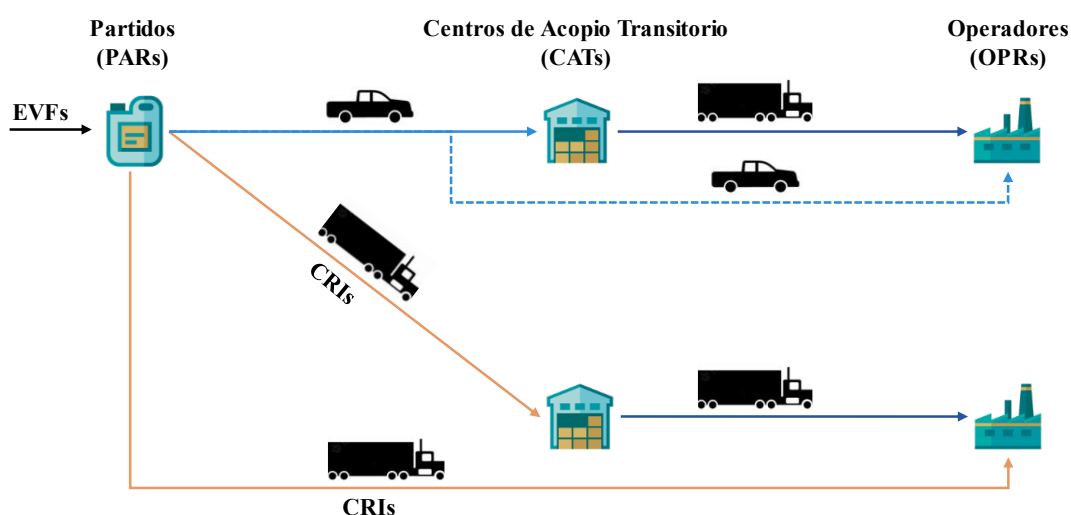 Partidos
(PARs)
Centros de Acopio Transitorio
(CATs)
Operadores
(OPRs)
EVFs
CRIs
CRIs